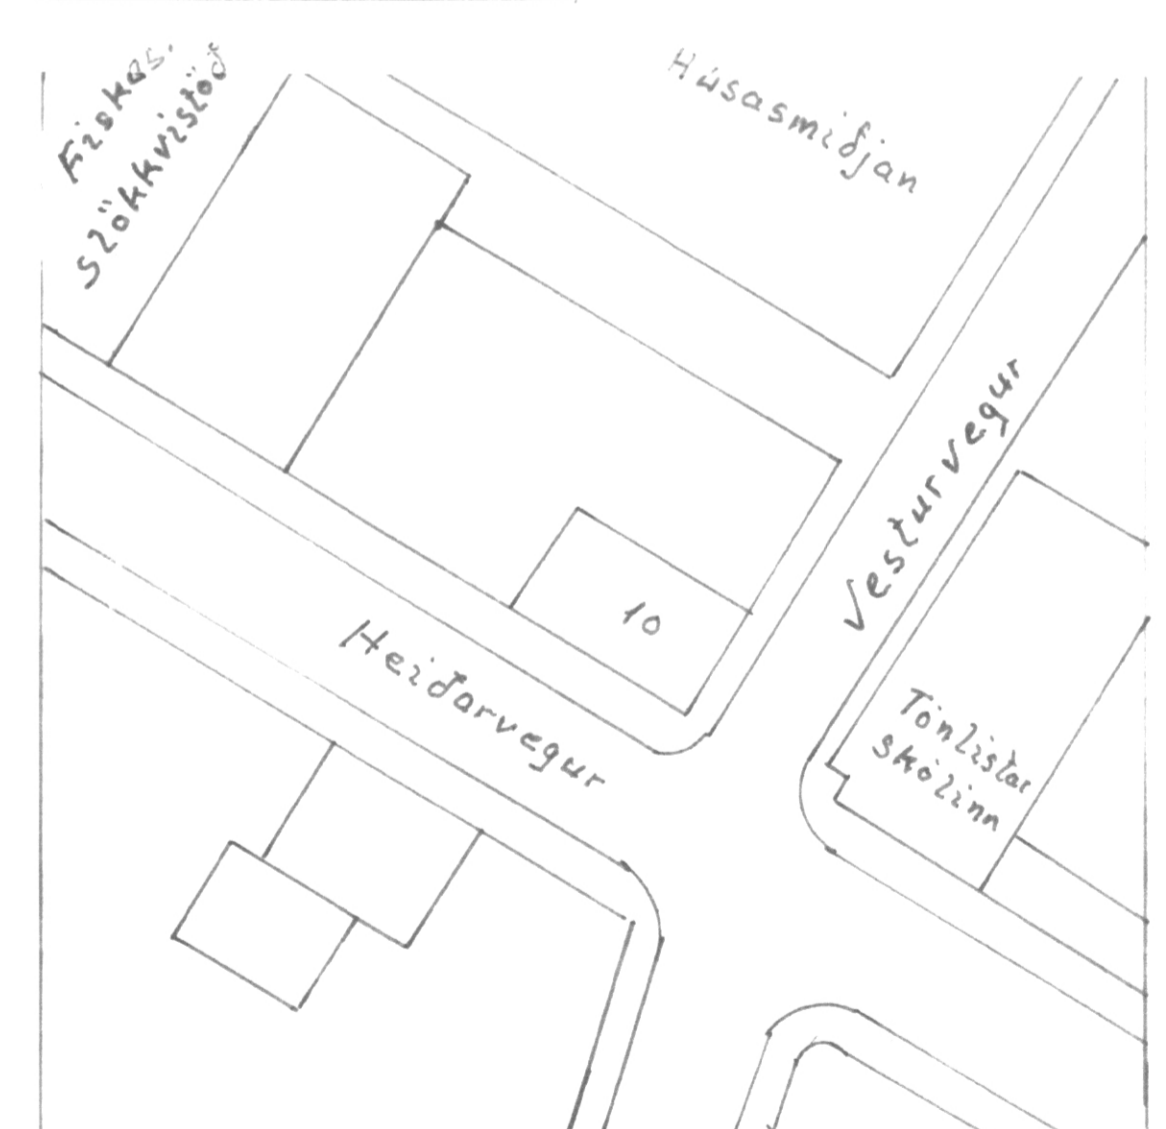 Húsasmiðjan
Fiskas.
slökkvistöð
Vesturvegur
10
Heiðarvegur
Tónlistar
skólinn